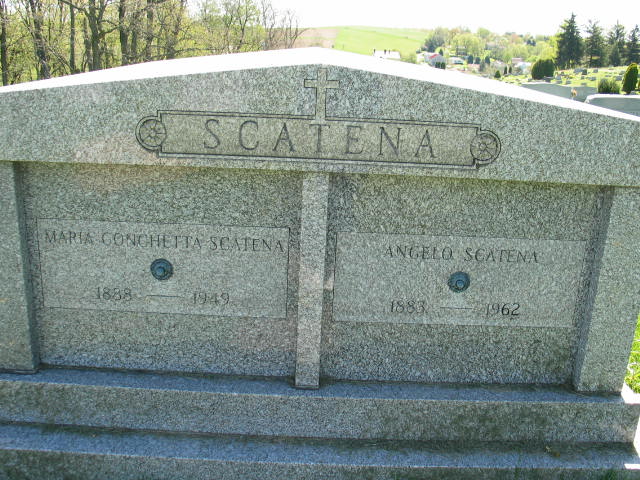 SCATENA
MARIA CONCHETTA SCATENA
1888 — 1949
ANGELO SCATENA
1883 — 1962